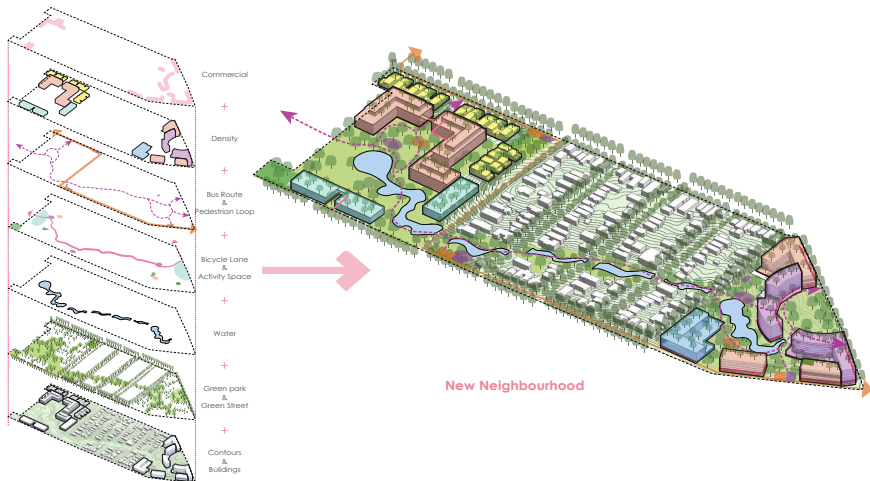 Commercial
+
Density
+
Bus Route
&
Pedestrian Loop
+
Bicycle Lane
&
Activity Space
+
Water
+
Green park
&
Green Street
+
Contours
&
Buildings
New Neighbourhood